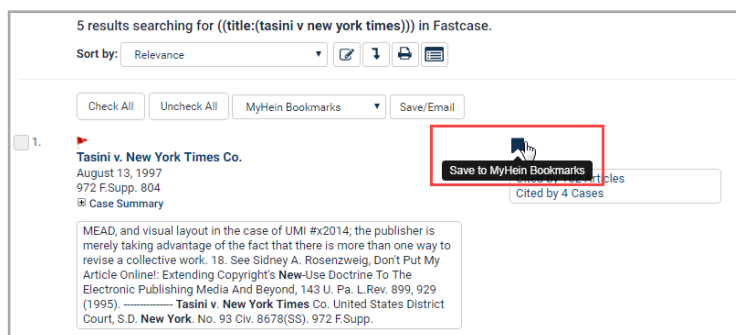 5 results searching for ((title:(tasini v new york times))) in Fastcase.
Sort by: Relevance
Check All Uncheck All MyHein Bookmarks Save/Email
1.
Tasini v. New York Times Co.
August 13, 1997
972 F.Supp. 804
Case Summary
Save to MyHein Bookmarks
Articles
Cited by 4 Cases
MEAD, and visual layout in the case of UMI #x2014; the publisher is
merely taking advantage of the fact that there is more than one way to
revise a collective work. 18. See Sidney A. Rosenzweig, Don't Put My
Article Online!: Extending Copyright's New-Use Doctrine To The
Electronic Publishing Media And Beyond, 143 U. Pa. L.Rev. 899, 929
(1995). --------------- Tasini v. New York Times Co. United States District
Court, S.D. New York. No. 93 Civ. 8678(SS). 972 F.Supp.